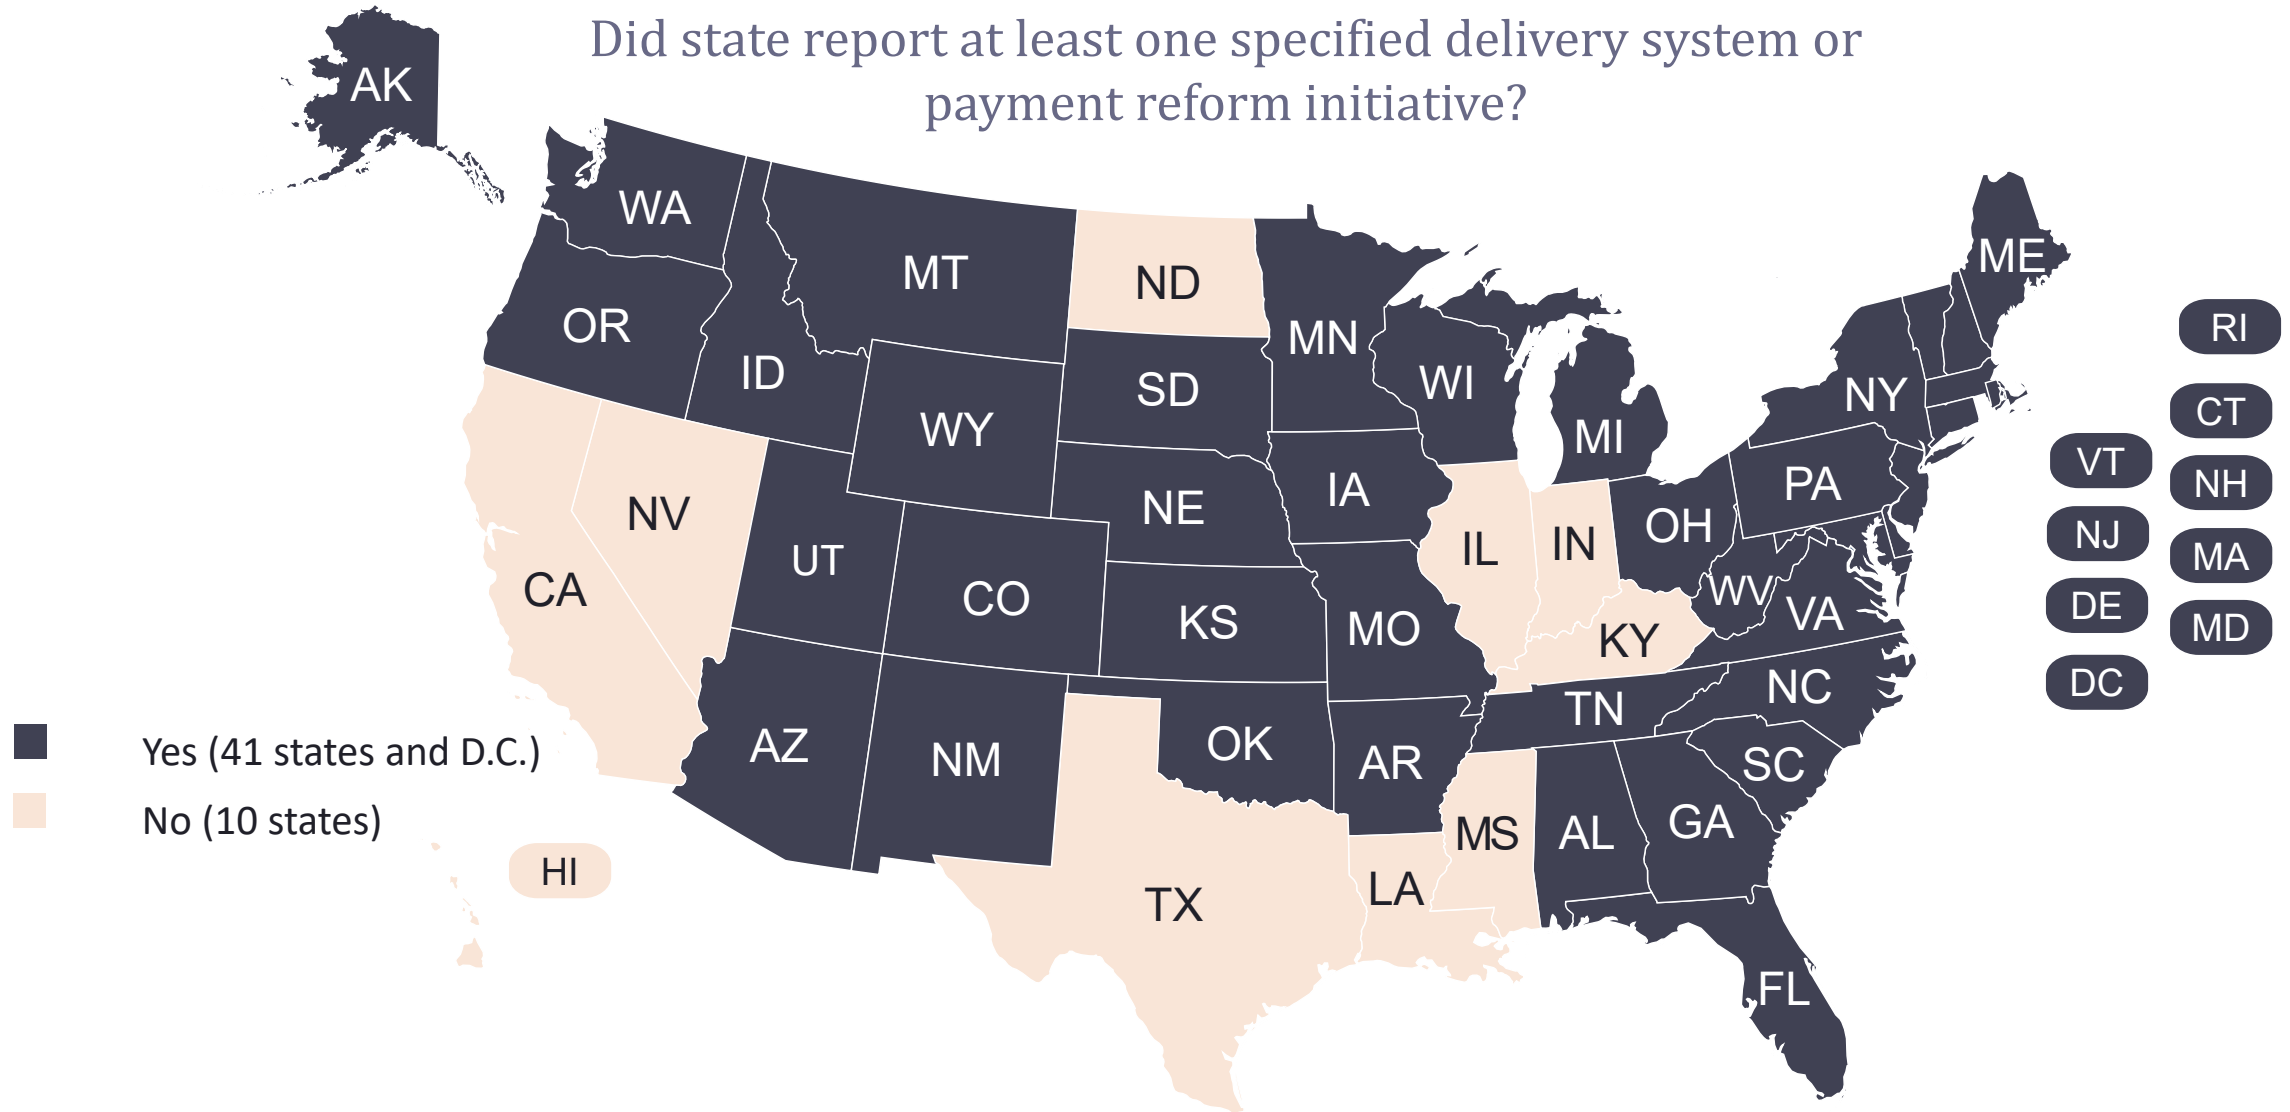 Did state report at least one specified delivery system or
payment reform initiative?
AK
WA
MT
ND
ME
OR
ID
MN
RI
SD
WI
NY
CT
WY
MI
VT
NH
PA
NE
IA
NV
OH
NJ
MA
UT
IL
IN
CA
CO
WV
DE
MD
KS
MO
KY
VA
DC
NC
TN
Yes (41 states and D.C.)
AZ
NM
OK
AR
SC
No (10 states)
MS
AL
GA
HI
LA
TX
FL